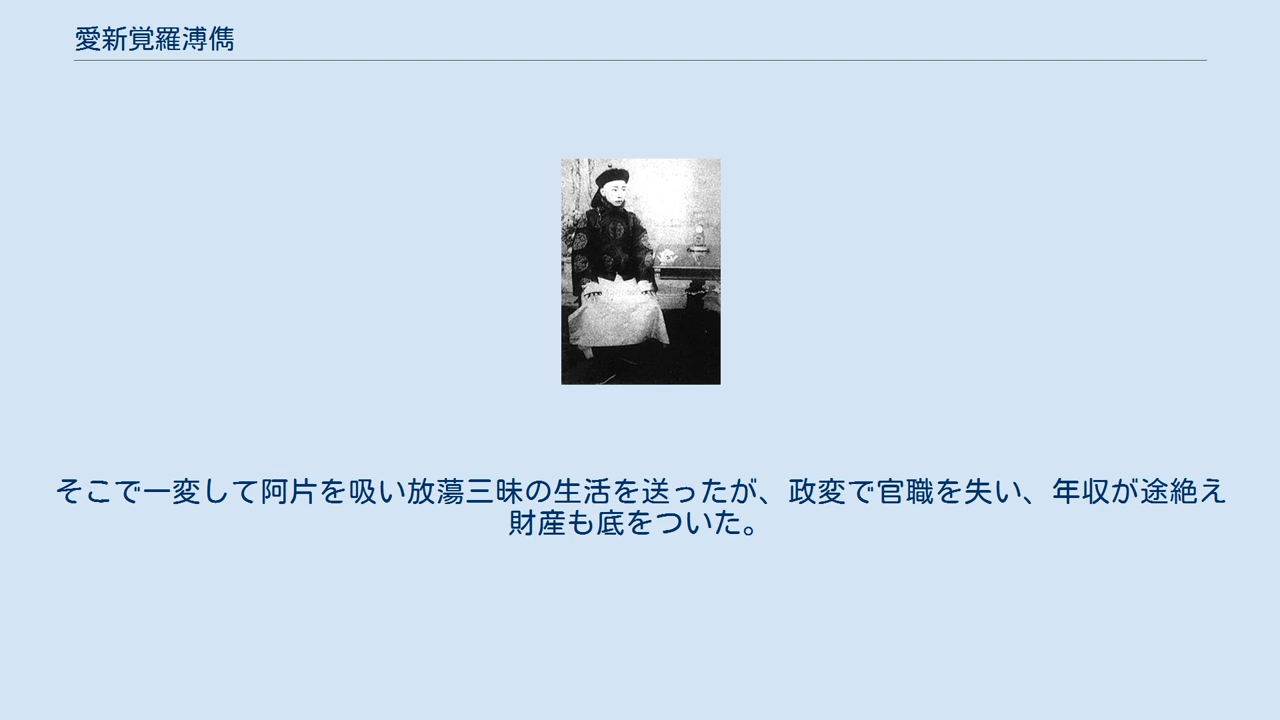 愛新覚羅溥儁
そこで一変して阿片を吸い放蕩三昧の生活を送ったが、政変で官職を失い、年収が途絶え
財産も底をついた。